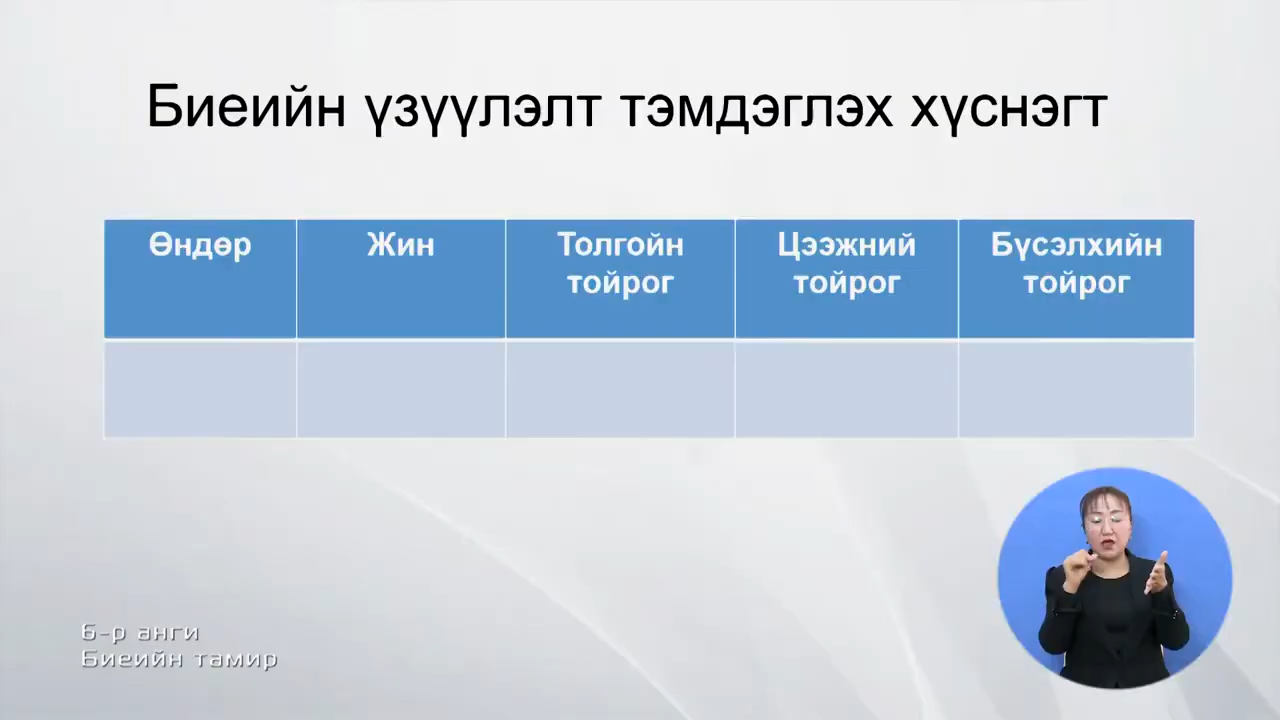 Биеийн үзүүлэлт тэмдэглэх хүснэгт
Өндөр
Жин
Толгойн
тойрог
Цээжний
тойрог
Бүсэлхийн
тойрог
6-р анги
Биеийн тамир